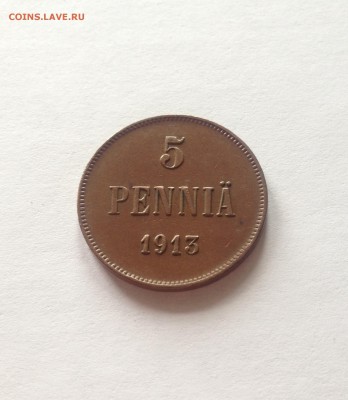 COINS.LAVE.RU
5
PENNIÄ
1913